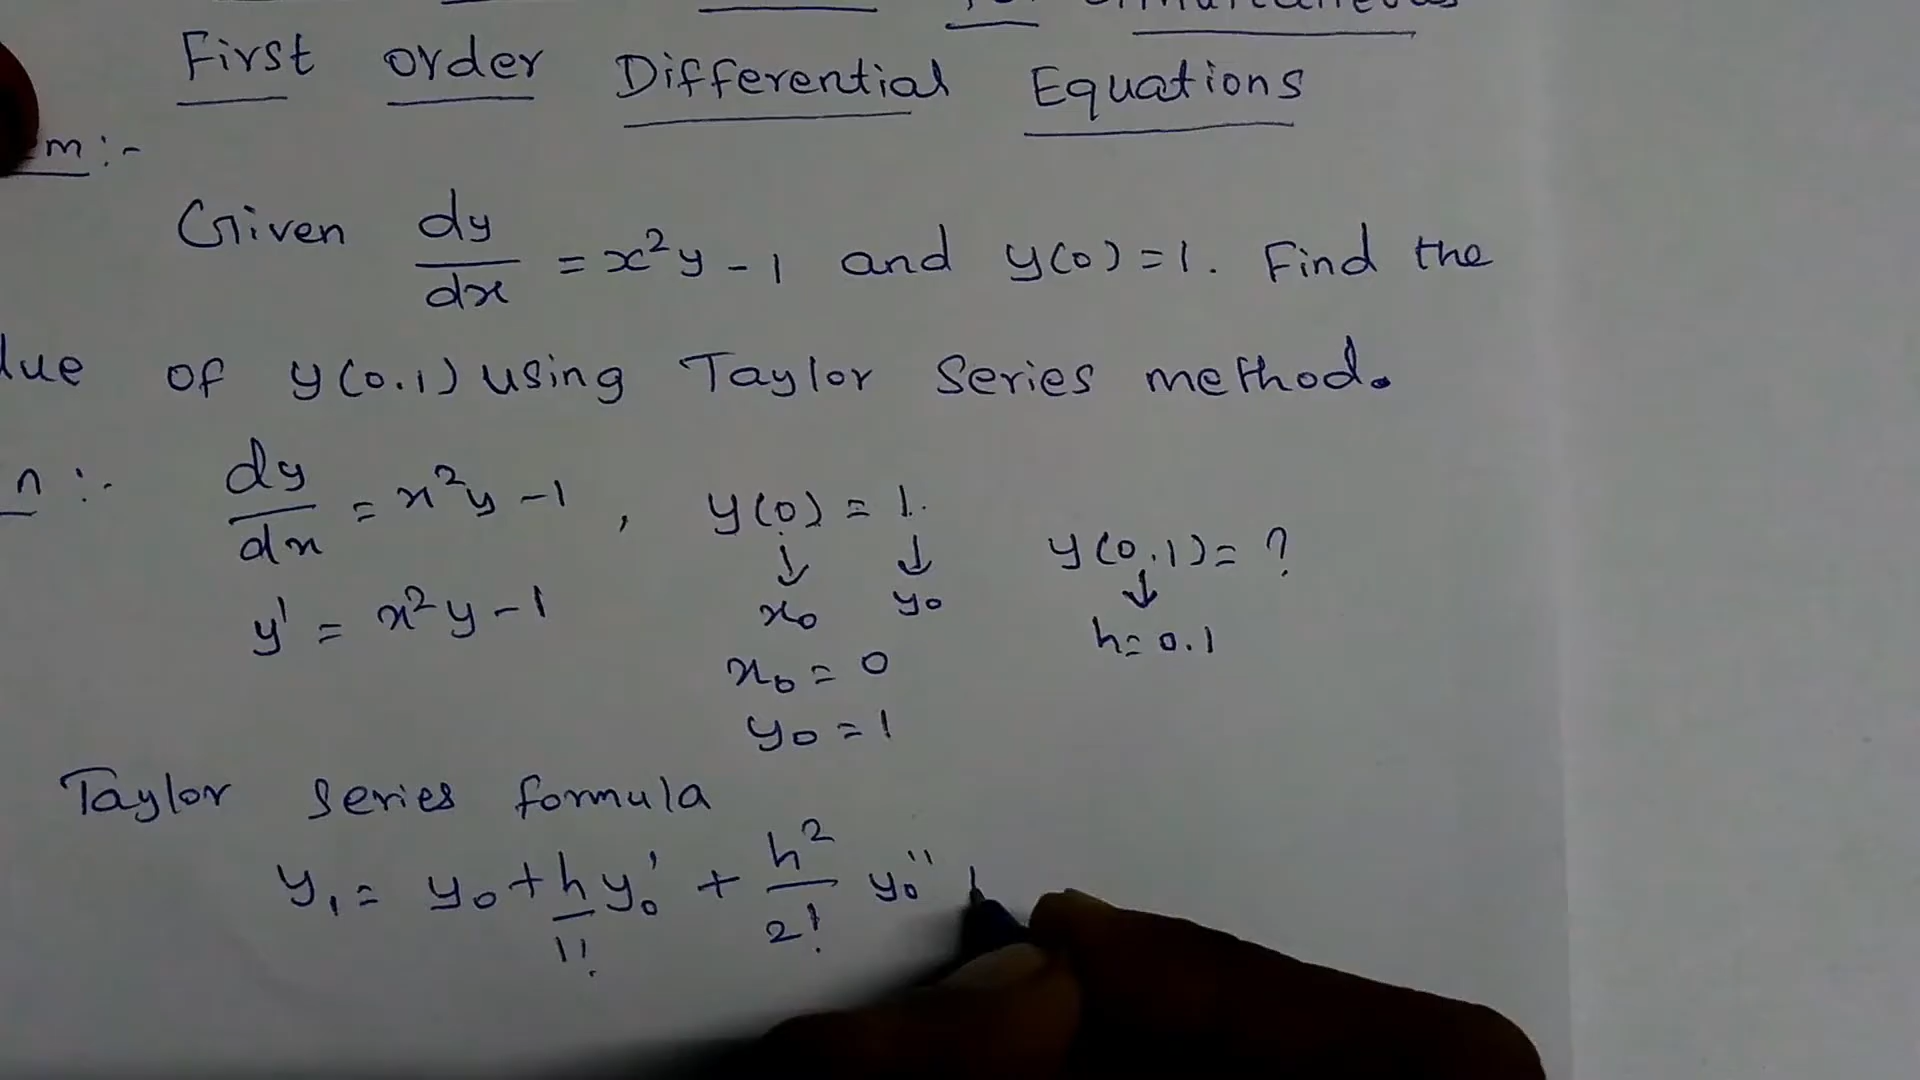 for Simultaneous
First order Differential Equations
m:-
Given dy/dx = x²y - 1 and y(0) = 1. Find the
lue of y(0.1) using Taylor Series method.
n:- dy/dx = x²y - 1, y(0) = 1.
↓ ↓ y(0.1) = ?
y' = x²y - 1 x₀ y₀ ↓
x₀ = 0 h = 0.1
y₀ = 1
Taylor Series formula
y₁ = y₀ + h/1! y₀' + h²/2! y₀''